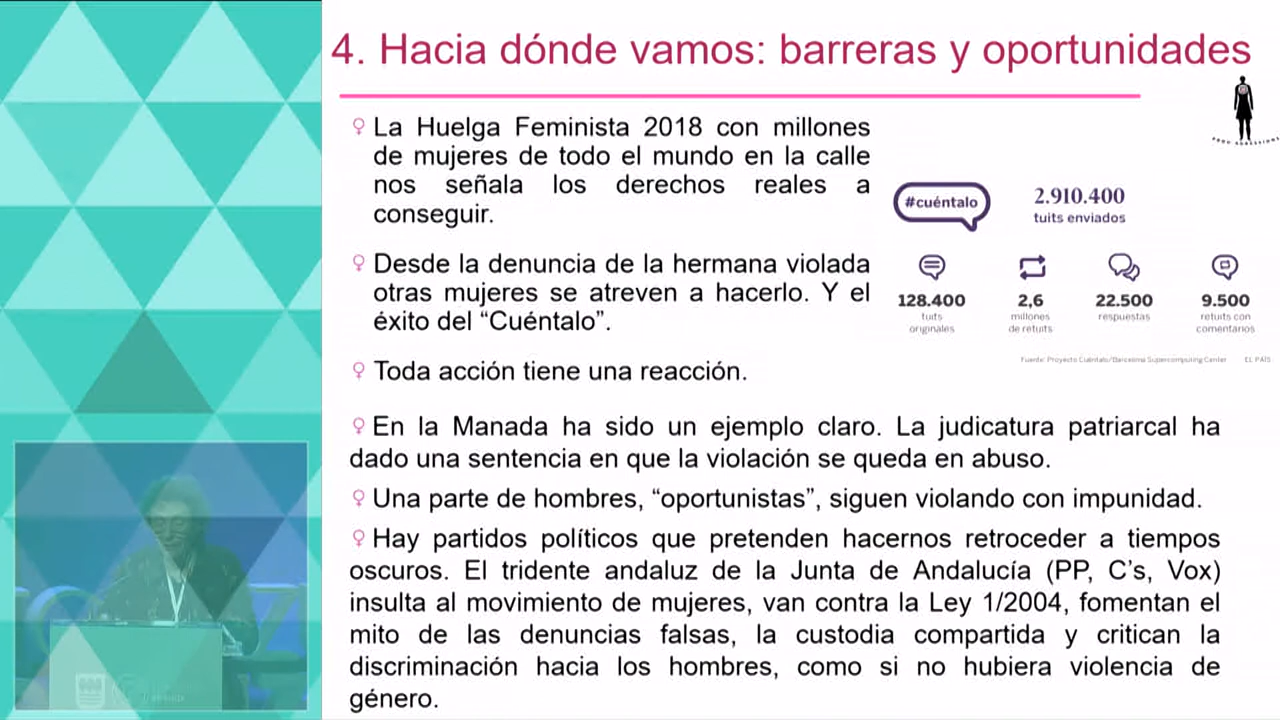 4. Hacia dónde vamos: barreras y oportunidades
♀ La Huelga Feminista 2018 con millones
de mujeres de todo el mundo en la calle
nos señala los derechos reales a
conseguir.
♀ Desde la denuncia de la hermana violada
otras mujeres se atreven a hacerlo. Y el
éxito del “Cuéntalo”.
♀ Toda acción tiene una reacción.
#cuéntalo
2.910.400
tuits enviados
128.400
tuits
originales
2,6
millones
de retuits
22.500
respuestas
9.500
retuits con
comentarios
Fuente: Proyecto Cuéntalo/Barcelona Supercomputing Center EL PAÍS
♀ En la Manada ha sido un ejemplo claro. La judicatura patriarcal ha
dado una sentencia en que la violación se queda en abuso.
♀ Una parte de hombres, “oportunistas”, siguen violando con impunidad.
♀ Hay partidos políticos que pretenden hacernos retroceder a tiempos
oscuros. El tridente andaluz de la Junta de Andalucía (PP, C’s, Vox)
insulta al movimiento de mujeres, van contra la Ley 1/2004, fomentan el
mito de las denuncias falsas, la custodia compartida y critican la
discriminación hacia los hombres, como si no hubiera violencia de
género.